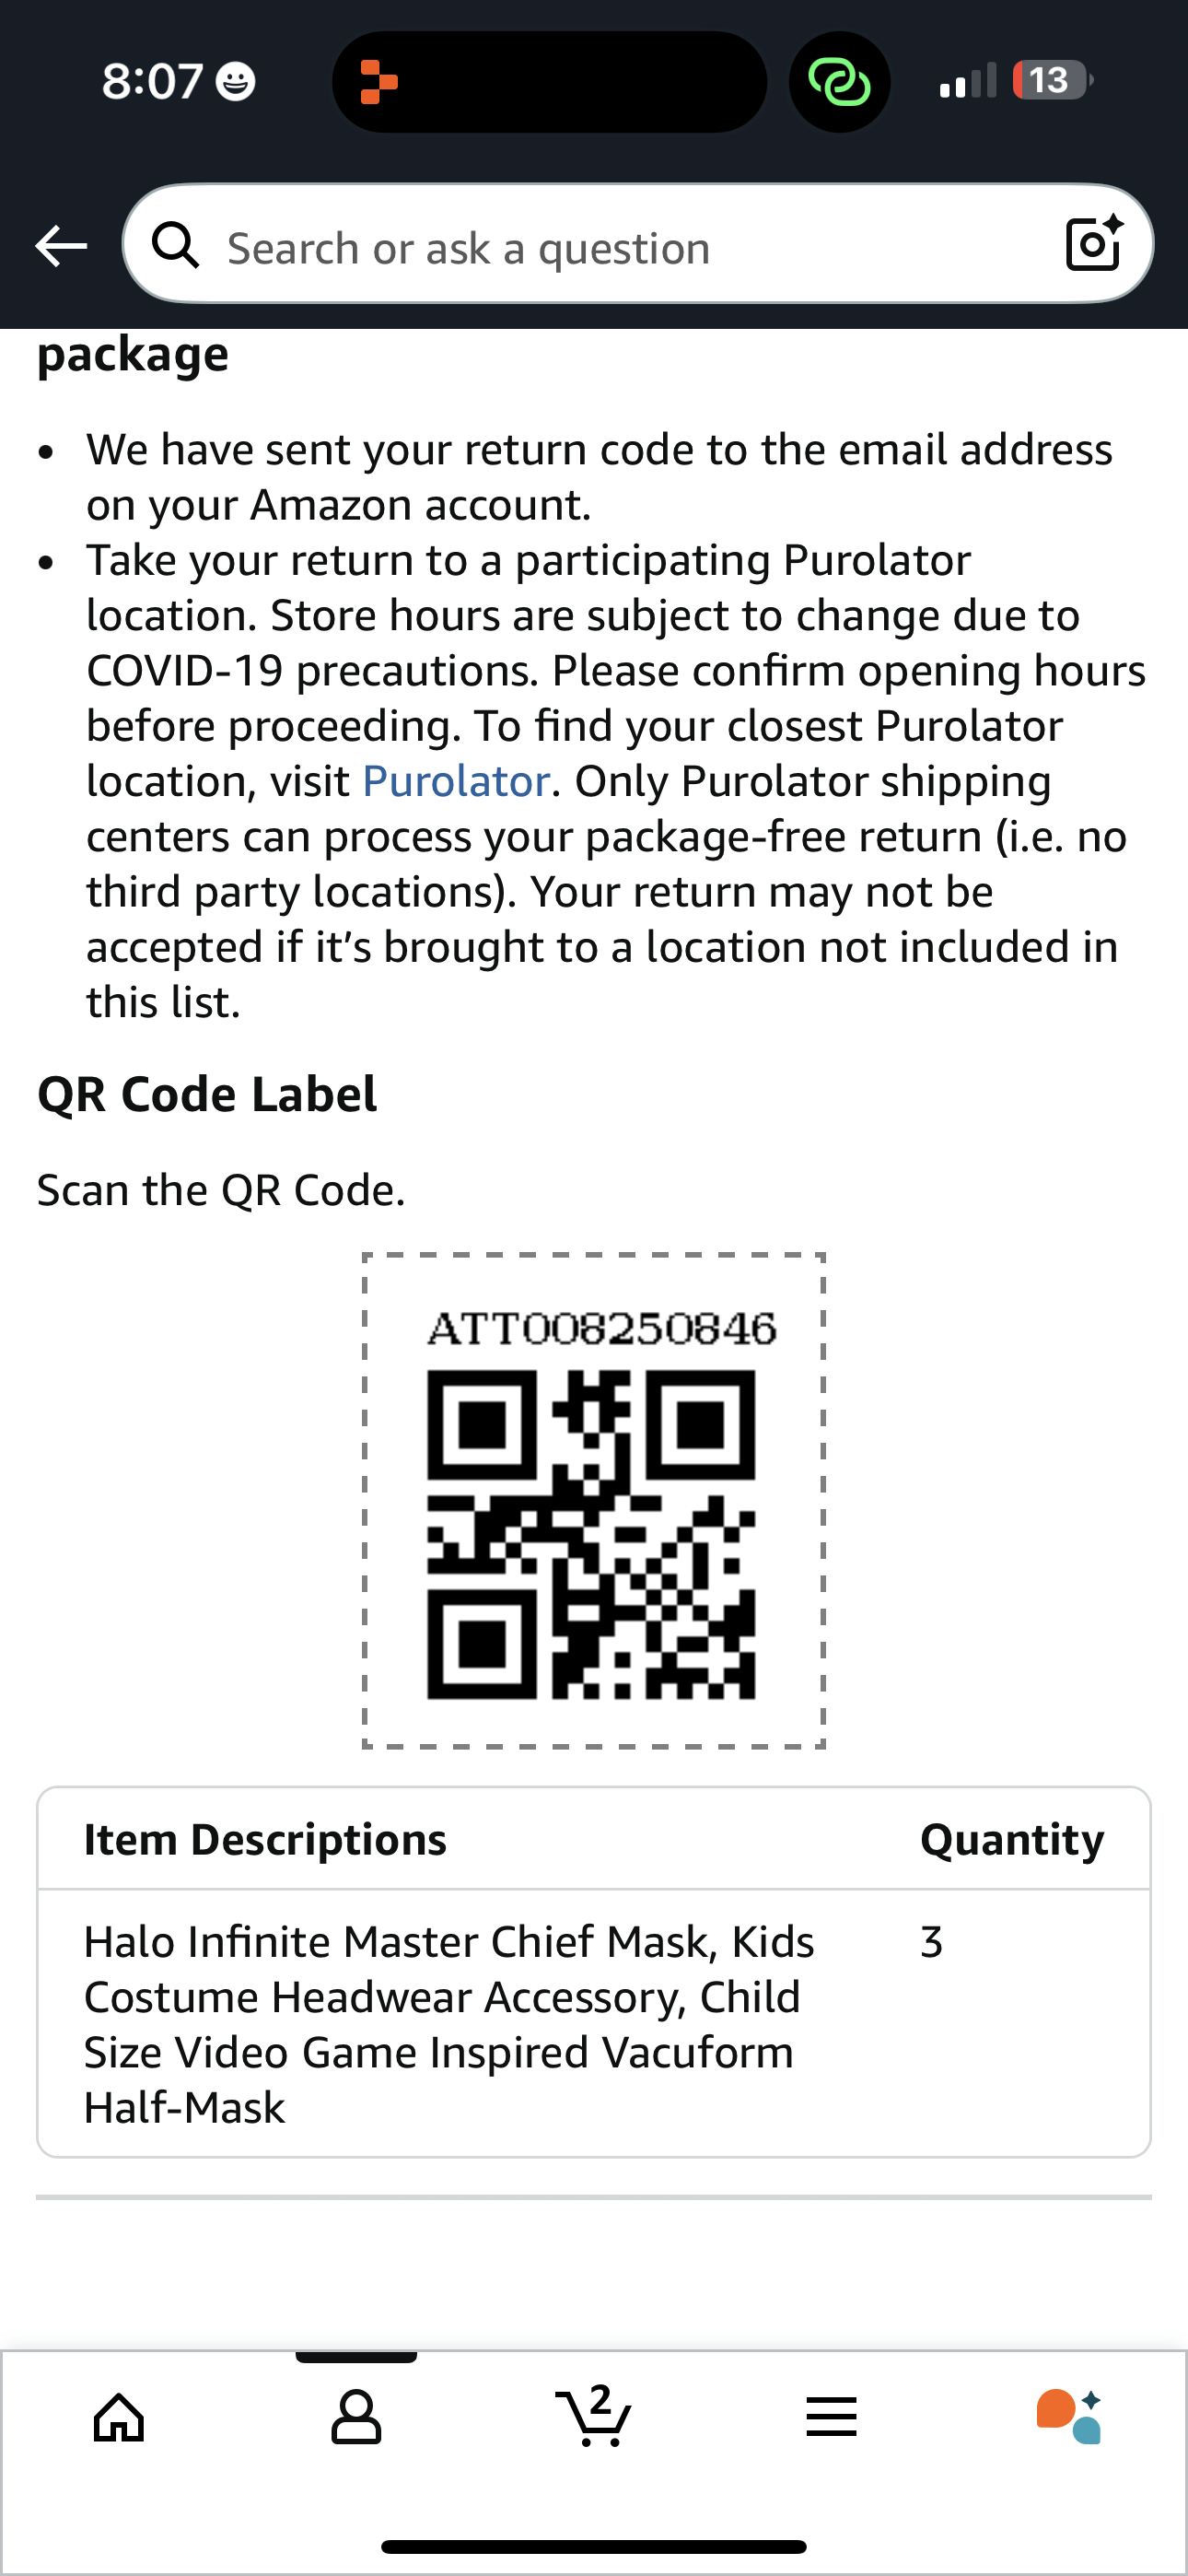 8:07
13
Search or ask a question
package
• We have sent your return code to the email address
on your Amazon account.
• Take your return to a participating Purolator
location. Store hours are subject to change due to
COVID-19 precautions. Please confirm opening hours
before proceeding. To find your closest Purolator
location, visit Purolator. Only Purolator shipping
centers can process your package-free return (i.e. no
third party locations). Your return may not be
accepted if it’s brought to a location not included in
this list.
QR Code Label
Scan the QR Code.
ATT008250846
Item Descriptions Quantity
Halo Infinite Master Chief Mask, Kids 3
Costume Headwear Accessory, Child
Size Video Game Inspired Vacuform
Half-Mask
2